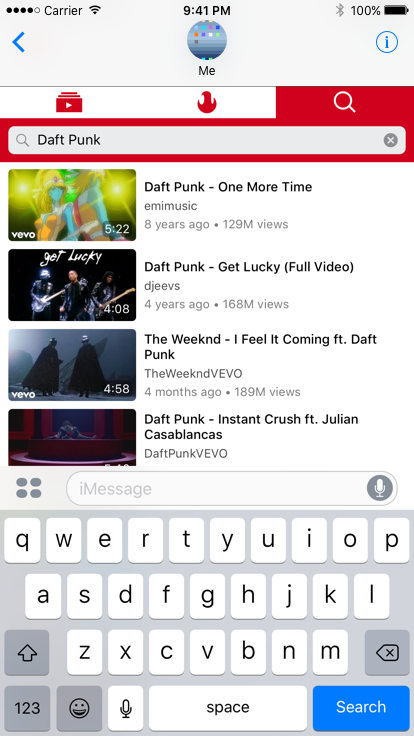 Carrier 9:41 PM 100%
Me
Daft Punk
Daft Punk - One More Time
emimusic
8 years ago • 129M views
vevo 5:22
get Lucky
Daft Punk - Get Lucky (Full Video)
djeevs
4 years ago • 168M views
4:08
The Weeknd - I Feel It Coming ft. Daft
Punk
TheWeekndVEVO
4 months ago • 189M views
vevo 4:58
Daft Punk - Instant Crush ft. Julian
Casablancas
DaftPunkVEVO
iMessage
q w e r t y u i o p
a s d f g h j k l
z x c v b n m
123 space Search